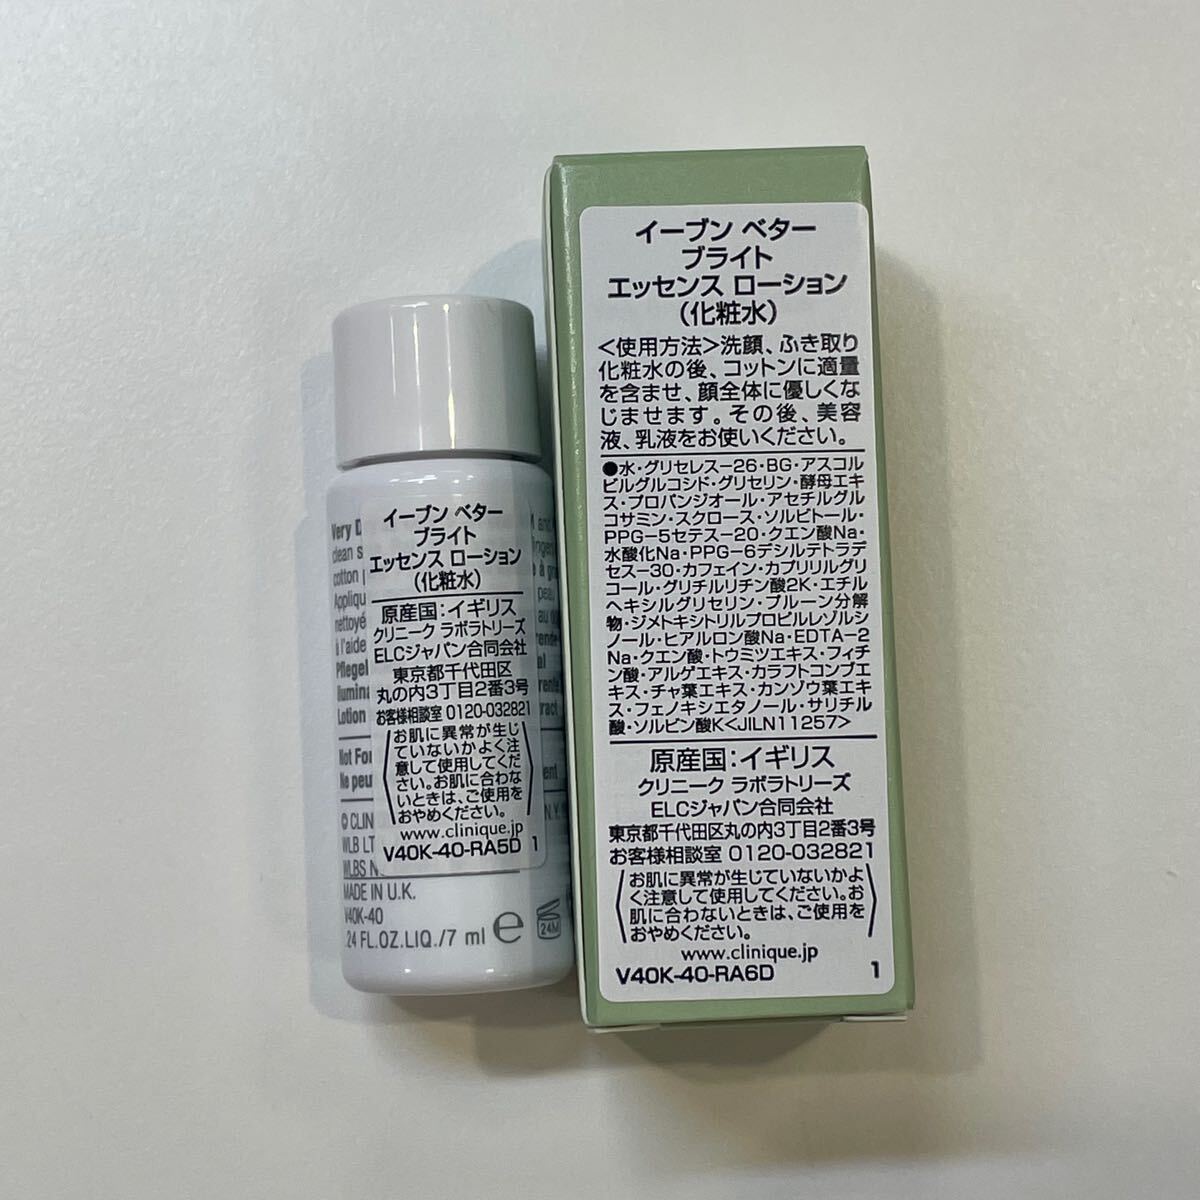 イーブン ベター
ブライト
エッセンス ローション
(化粧水)
原産国:イギリス
クリニーク ラボラトリーズ
ELCジャパン合同会社
東京都千代田区
丸の内3丁目2番3号
お客様相談室 0120-032821
お肌に異常が生じ
ていないかよく注
意して使用してくだ
さい。お肌に合わな
いときは、ご使用を
おやめください。
www.clinique.jp
V40K-40-RA5D 1
Very D
clean s
cotton
Appliqu
nettoyé
à l'aide
Pflegel
Illumina
Lotion
Not For
Ne peut
© CLIN
WLB LT
WLBS N
MADE IN U.K.
V40K-40
.24 FL.OZ.LIQ./7 ml e
24M
イーブン ベター
ブライト
エッセンス ローション
(化粧水)
<使用方法>洗顔、ふき取り
化粧水の後、コットンに適量
を含ませ、顔全体に優しくな
じませます。その後、美容
液、乳液をお使いください。
●水・グリセレス-26・BG・アスコル
ビルグルコシド・グリセリン・酵母エキ
ス・プロパンジオール・アセチルグル
コサミン・スクロース・ソルビトール・
PPG-5セテス-20・クエン酸Na・
水酸化Na・PPG-6デシルテトラデ
セス-30・カフェイン・カプリリルグリ
コール・グリチルリチン酸2K・エチル
ヘキシルグリセリン・プルーン分解
物・ジメトキシトリルプロピルレゾルシ
ノール・ヒアルロン酸Na・EDTA-2
Na・クエン酸・トウミツエキス・フィチ
ン酸・アルゲエキス・カラフトコンブエ
キス・チャ葉エキス・カンゾウ葉エキ
ス・フェノキシエタノール・サリチル
酸・ソルビン酸K<JILN11257>
原産国:イギリス
クリニーク ラボラトリーズ
ELCジャパン合同会社
東京都千代田区丸の内3丁目2番3号
お客様相談室 0120-032821
お肌に異常が生じていないかよ
く注意して使用してください。お
肌に合わないときは、ご使用を
おやめください。
www.clinique.jp
V40K-40-RA6D 1